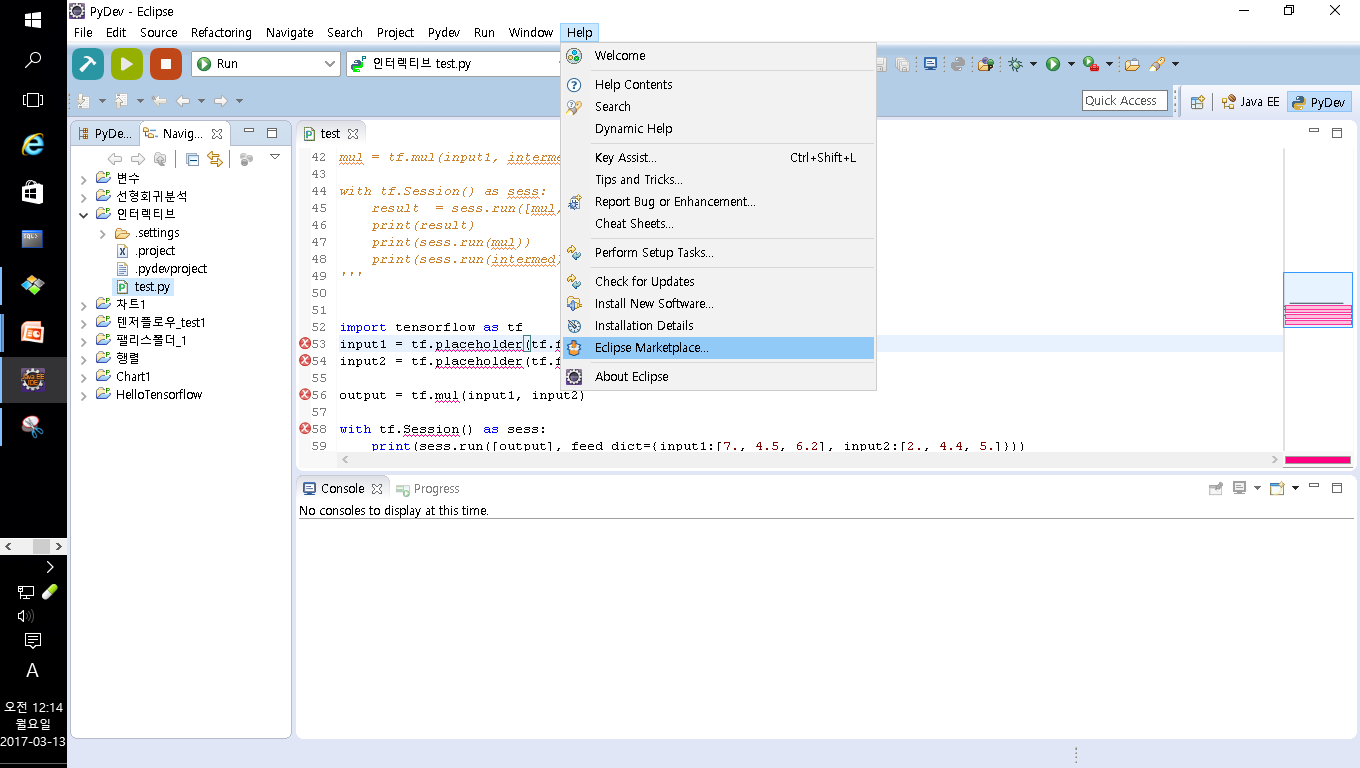 PyDev - Eclipse
File Edit Source Refactoring Navigate Search Project Pydev Run Window Help
Run
인터렉티브 test.py
Quick Access
Java EE
PyDev
PyDe...
Navig...
변수
선형회귀분석
인터렉티브
.settings
.project
.pydevproject
test.py
차트1
텐저플로우_test1
팰리스폴더_1
행렬
Chart1
HelloTensorflow
test
42 mul = tf.mul(input1, interme
43
44 with tf.Session() as sess:
45 result = sess.run([mul,
46 print(result)
47 print(sess.run(mul))
48 print(sess.run(intermed)
49 '''
50
51
52 import tensorflow as tf
53 input1 = tf.placeholder(tf.f
54 input2 = tf.placeholder(tf.f
55
56 output = tf.mul(input1, input2)
57
58 with tf.Session() as sess:
59 print(sess.run([output], feed_dict={input1:[7., 4.5, 6.2], input2:[2., 4.4, 5.]}))
Welcome
Help Contents
Search
Dynamic Help
Key Assist... Ctrl+Shift+L
Tips and Tricks...
Report Bug or Enhancement...
Cheat Sheets...
Perform Setup Tasks...
Check for Updates
Install New Software...
Installation Details
Eclipse Marketplace...
About Eclipse
Console
Progress
No consoles to display at this time.
A
오전 12:14
월요일
2017-03-13